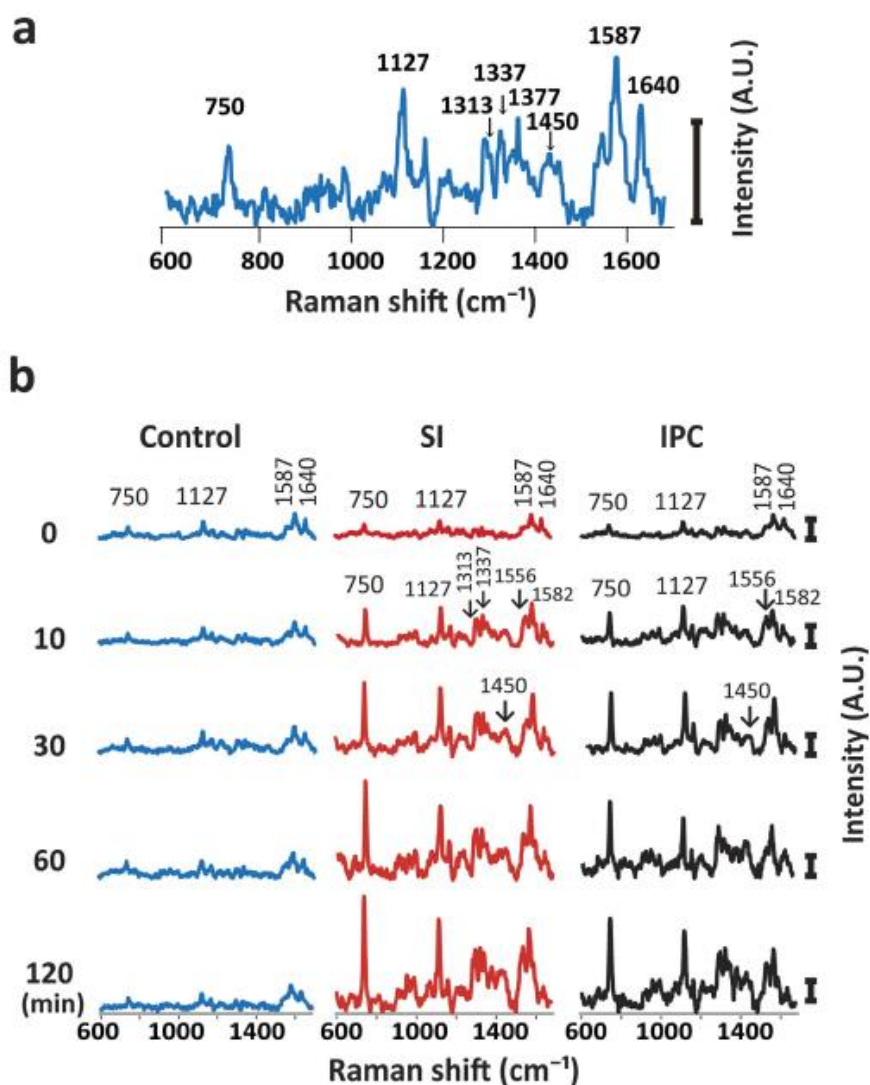 a
1587
1127
1337
1640
750
1313
1377
1450
Intensity (A.U.)
600 800 1000 1200 1400 1600
Raman shift (cm⁻¹)
b
Control SI IPC
750 1127 1587 1640 750 1127 1587 1640 750 1127 1587 1640
0
750 1127 1313 1337 1556 1582 750 1127 1556 1582
10
1450 1450
30
Intensity (A.U.)
60
120
(min)
600 1000 1400 600 1000 1400 600 1000 1400
Raman shift (cm⁻¹)